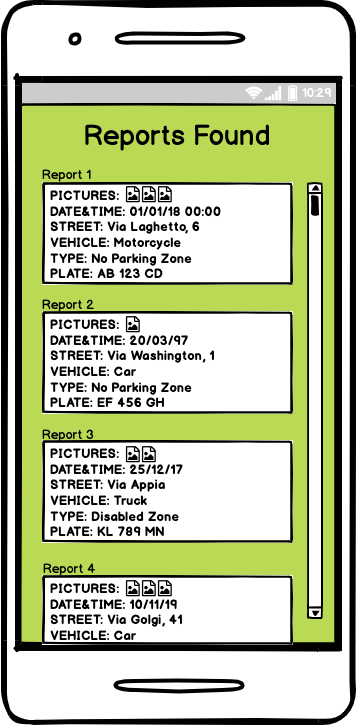 10:29
Reports Found
Report 1
PICTURES:
DATE&TIME: 01/01/18 00:00
STREET: Via Laghetto, 6
VEHICLE: Motorcycle
TYPE: No Parking Zone
PLATE: AB 123 CD
Report 2
PICTURES:
DATE&TIME: 20/03/97
STREET: Via Washington, 1
VEHICLE: Car
TYPE: No Parking Zone
PLATE: EF 456 GH
Report 3
PICTURES:
DATE&TIME: 25/12/17
STREET: Via Appia
VEHICLE: Truck
TYPE: Disabled Zone
PLATE: KL 789 MN
Report 4
PICTURES:
DATE&TIME: 10/11/19
STREET: Via Golgi, 41
VEHICLE: Car